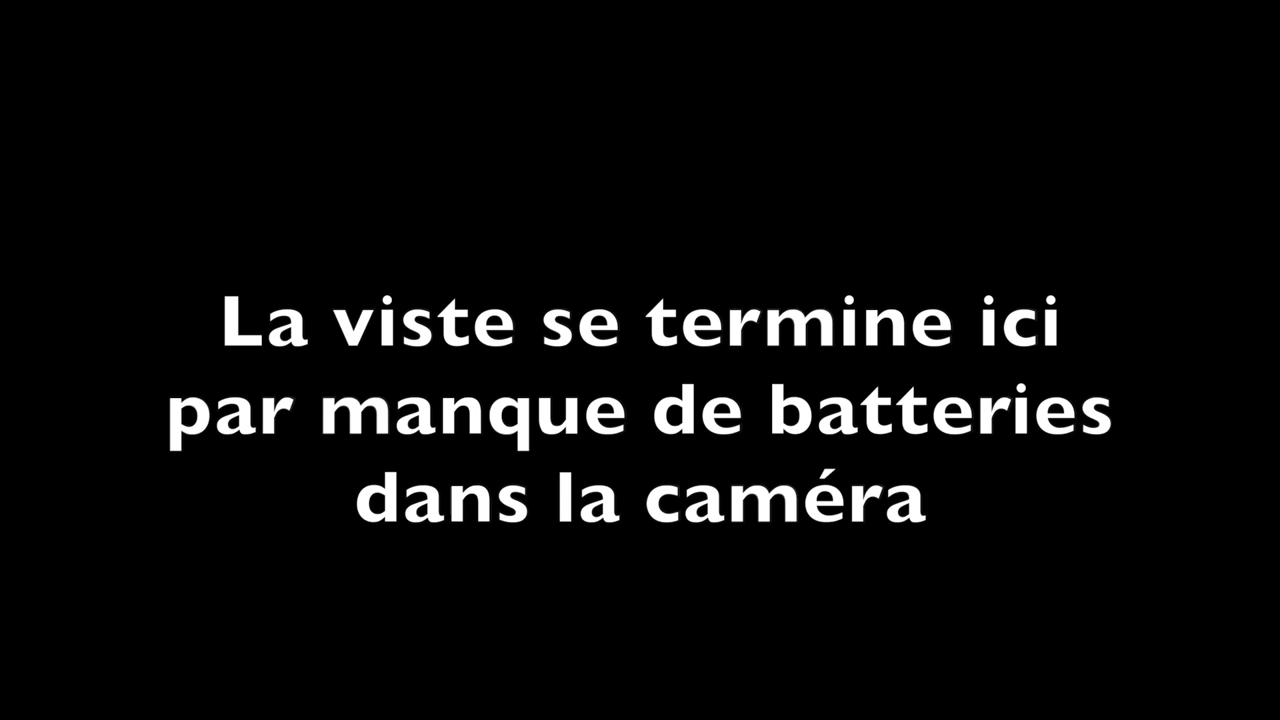 La viste se termine ici
par manque de batteries
dans la caméra